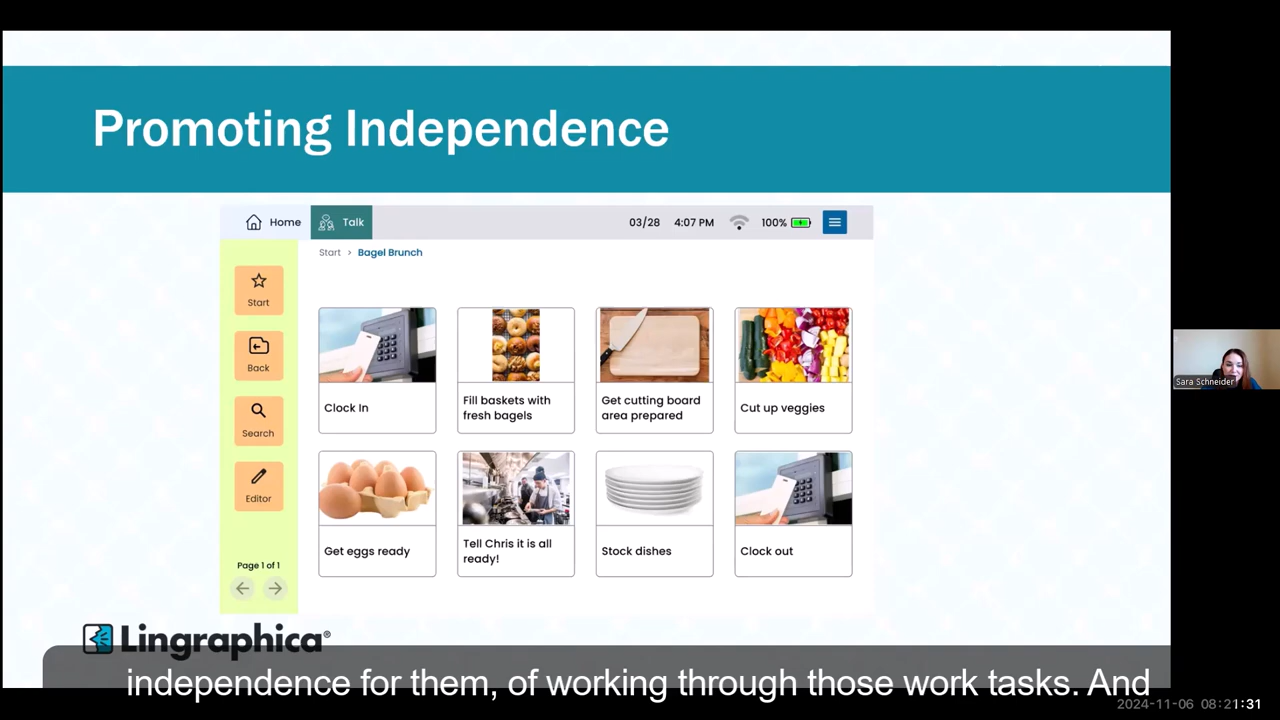 Promoting Independence
Home
Talk
03/28
4:07 PM
100%
Start > Bagel Brunch
Start
Back
Search
Editor
Page 1 of 1
Clock In
Fill baskets with
fresh bagels
Get cutting board
area prepared
Cut up veggies
Get eggs ready
Tell Chris it is all
ready!
Stock dishes
Clock out
Sara Schneider
Lingraphica®
independence for them, of working through those work tasks. And
2024-11-06 08:21:31